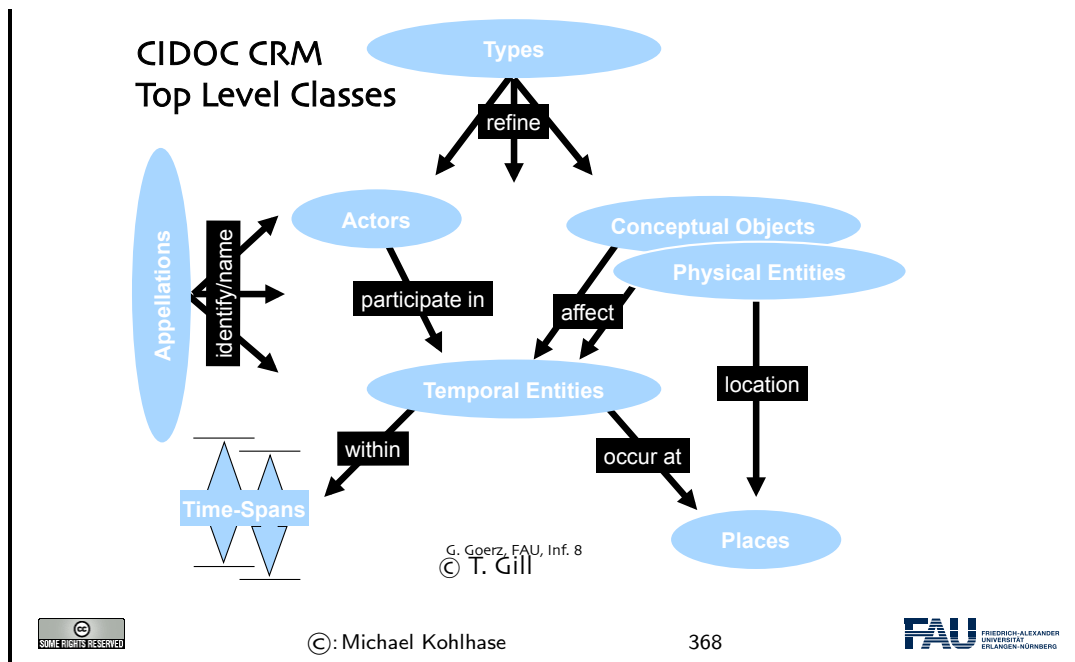 CIDOC CRM
Top Level Classes
Types
refine
Appellations
identify/name
Actors
Conceptual Objects
Physical Entities
participate in
affect
Temporal Entities
location
within
occur at
Time-Spans
Places
G. Goerz, FAU, Inf. 8
© T. Gill
cc
SOME RIGHTS RESERVED
©: Michael Kohlhase
368
FAU
FRIEDRICH-ALEXANDER
UNIVERSITÄT
ERLANGEN-NÜRNBERG